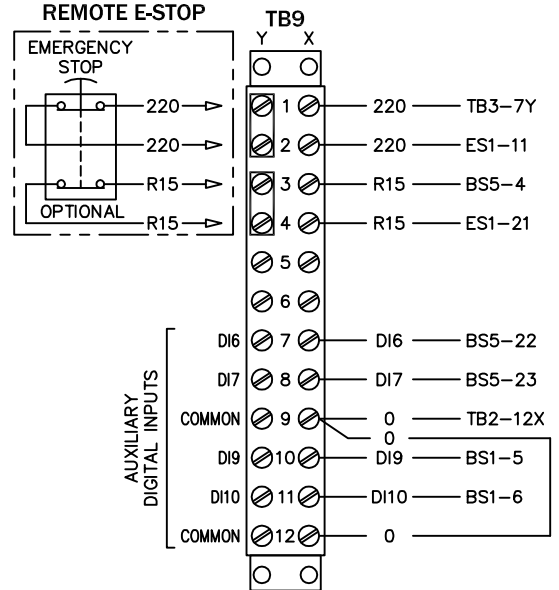 REMOTE E-STOP
TB9
Y X
EMERGENCY
STOP
220 1 220 TB3-7Y
220 2 220 ES1-11
R15 3 R15 BS5-4
OPTIONAL
R15 4 R15 ES1-21
5
6
AUXILIARY
DIGITAL INPUTS
DI6 7 DI6 BS5-22
DI7 8 DI7 BS5-23
COMMON 9 0 TB2-12X
0
DI9 10 DI9 BS1-5
DI10 11 DI10 BS1-6
COMMON 12 0